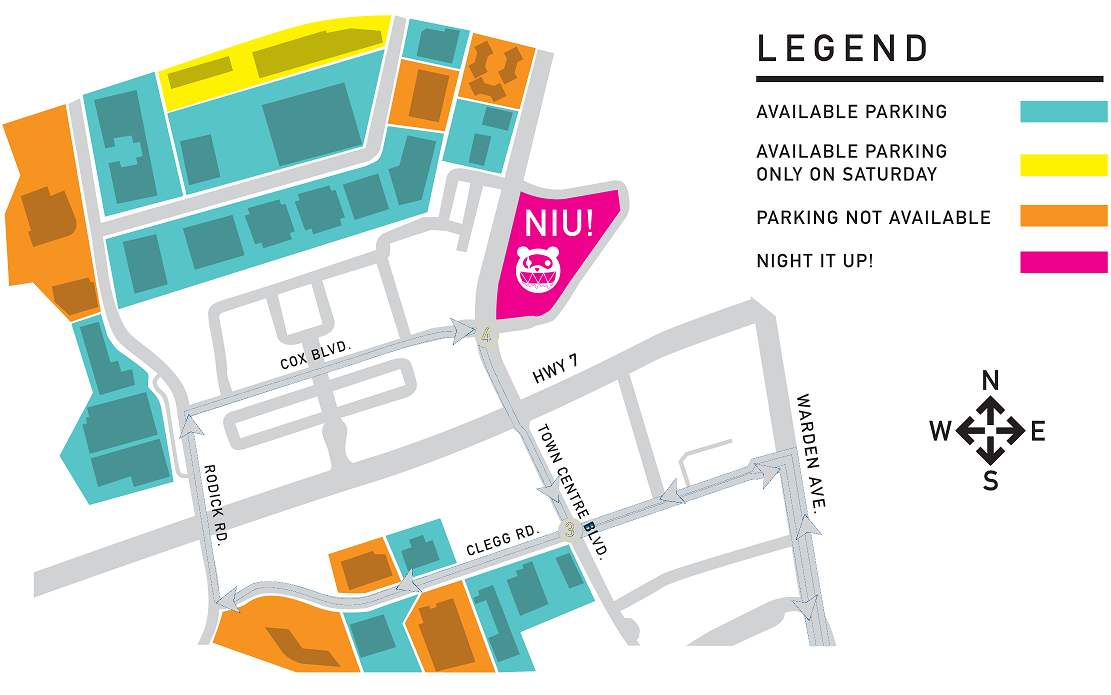 LEGEND
AVAILABLE PARKING
AVAILABLE PARKING
ONLY ON SATURDAY
PARKING NOT AVAILABLE
NIGHT IT UP!
NIU!
4
COX BLVD.
HWY 7
RODICK RD.
TOWN CENTRE BLVD.
WARDEN AVE.
3
CLEGG RD.
N
W E
S